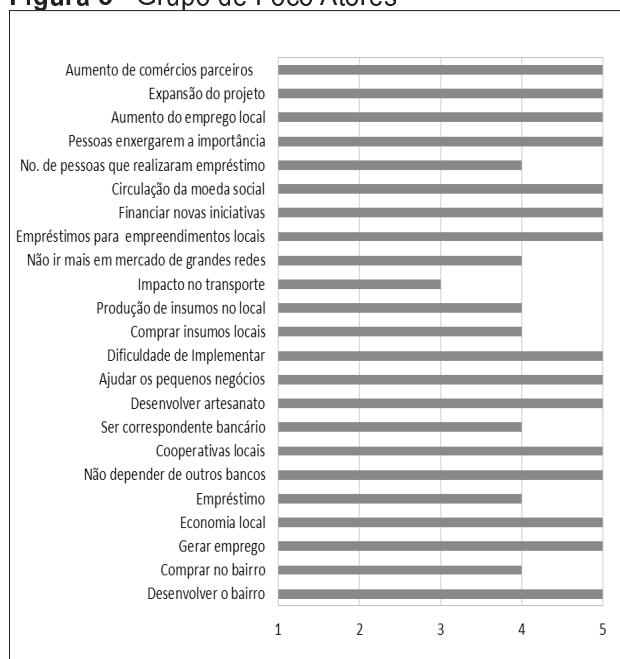 Grupo de Foco Atores
Aumento de comércios parceiros
Expansão do projeto
Aumento do emprego local
Pessoas enxergarem a importância
No. de pessoas que realizaram empréstimo
Circulação da moeda social
Financiar novas iniciativas
Empréstimos para empreendimentos locais
Não ir mais em mercado de grandes redes
Impacto no transporte
Produção de insumos no local
Comprar insumos locais
Dificuldade de Implementar
Ajudar os pequenos negócios
Desenvolver artesanato
Ser correspondente bancário
Cooperativas locais
Não depender de outros bancos
Empréstimo
Economia local
Gerar emprego
Comprar no bairro
Desenvolver o bairro
1 2 3 4 5